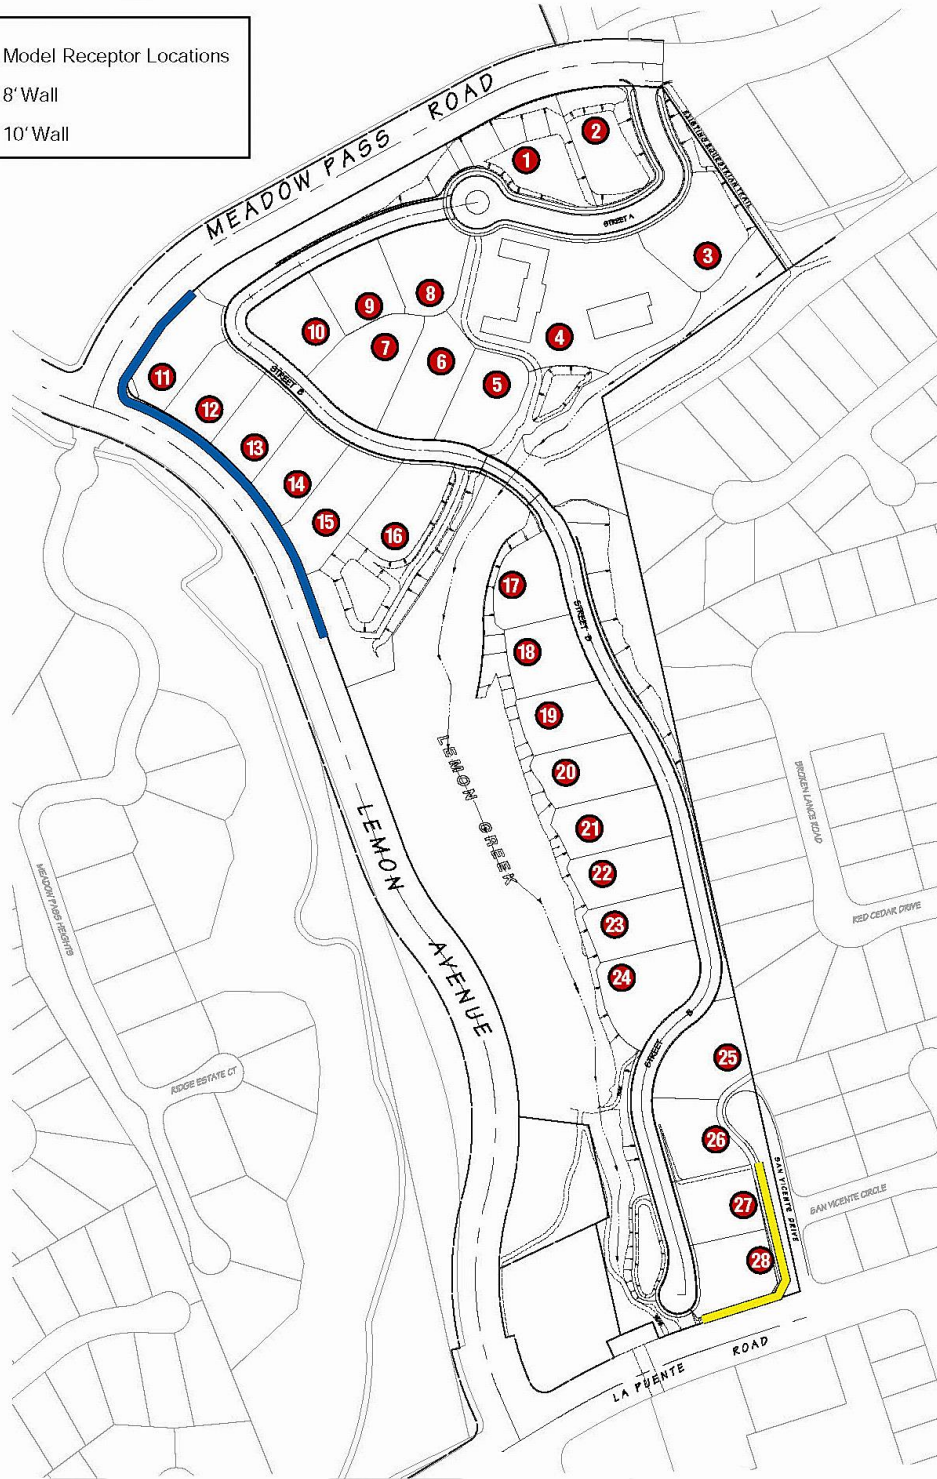 Model Receptor Locations
8' Wall
10' Wall
MEADOW PASS ROAD
EXISTING EQUESTRIAN TRAIL
1
2
STREET A
3
4
5
6
7
8
9
10
STREET B
11
12
13
14
15
16
17
STREET B
18
19
20
21
22
23
24
LEMON CREEK
LEMON AVENUE
MEADOW PASS HEIGHTS
BROKEN LANCE ROAD
RED CEDAR DRIVE
STREET B
25
RIDGE ESTATE CT
26
27
28
SAN VICENTE DRIVE
SAN VICENTE CIRCLE
LA PUENTE ROAD